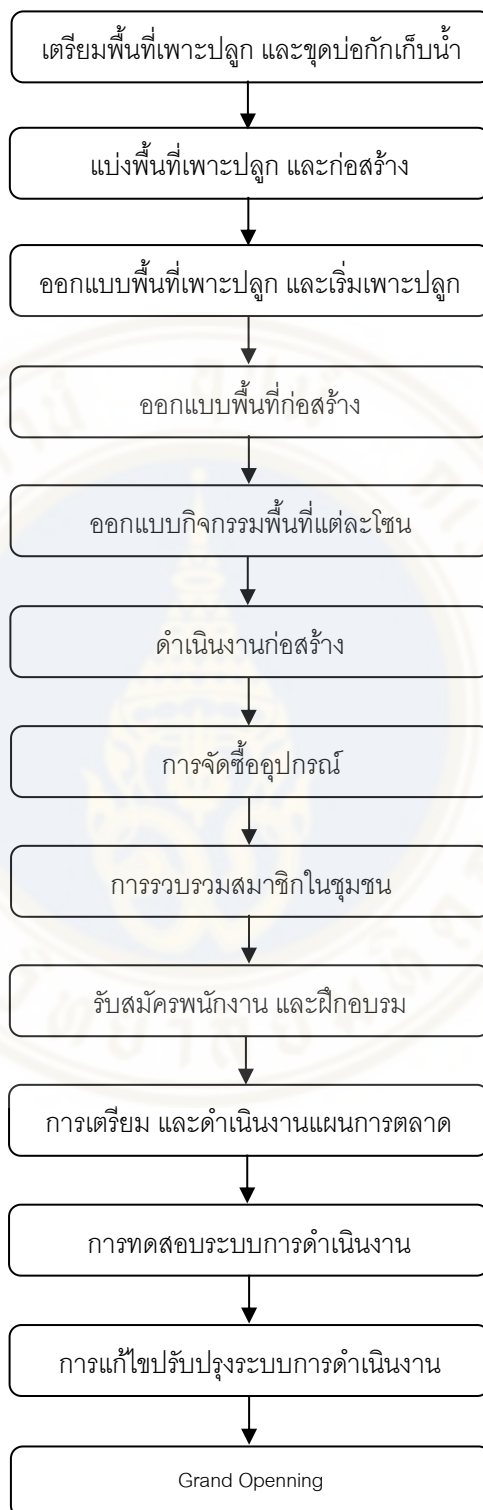 เตรียมพื้นที่เพาะปลูก และขุดบ่อกักเก็บน้ำ
แบ่งพื้นที่เพาะปลูก และก่อสร้าง
ออกแบบพื้นที่เพาะปลูก และเริ่มเพาะปลูก
ออกแบบพื้นที่ก่อสร้าง
ออกแบบกิจกรรมพื้นที่แต่ละโซน
ดำเนินงานก่อสร้าง
การจัดซื้ออุปกรณ์
การรวบรวมสมาชิกในชุมชน
รับสมัครพนักงาน และฝึกอบรม
การเตรียม และดำเนินงานแผนการตลาด
การทดสอบระบบการดำเนินงาน
การแก้ไขปรับปรุงระบบการดำเนินงาน
Grand Openning